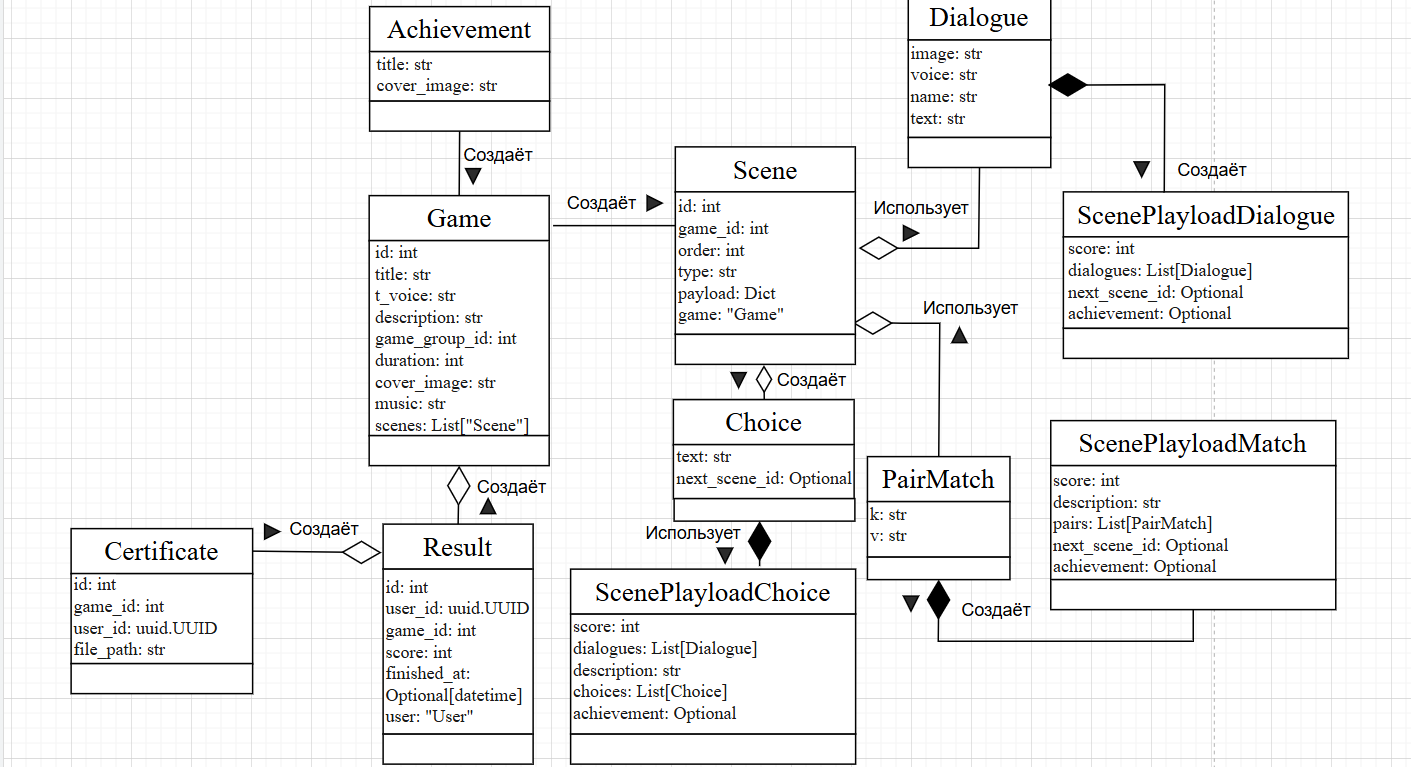 Achievement
title: str
cover_image: str
Создаёт
Game
id: int
title: str
t_voice: str
description: str
game_group_id: int
duration: int
cover_image: str
music: str
scenes: List["Scene"]
Создаёт
Scene
id: int
game_id: int
order: int
type: str
payload: Dict
game: "Game"
Dialogue
image: str
voice: str
name: str
text: str
Использует
Создаёт
ScenePlayloadDialogue
score: int
dialogues: List[Dialogue]
next_scene_id: Optional
achievement: Optional
Использует
Создаёт
Choice
text: str
next_scene_id: Optional
Использует
ScenePlayloadChoice
score: int
dialogues: List[Dialogue]
description: str
choices: List[Choice]
achievement: Optional
PairMatch
k: str
v: str
Создаёт
ScenePlayloadMatch
score: int
description: str
pairs: List[PairMatch]
next_scene_id: Optional
achievement: Optional
Создаёт
Result
id: int
user_id: uuid.UUID
game_id: int
score: int
finished_at:
Optional[datetime]
user: "User"
Создаёт
Certificate
id: int
game_id: int
user_id: uuid.UUID
file_path: str